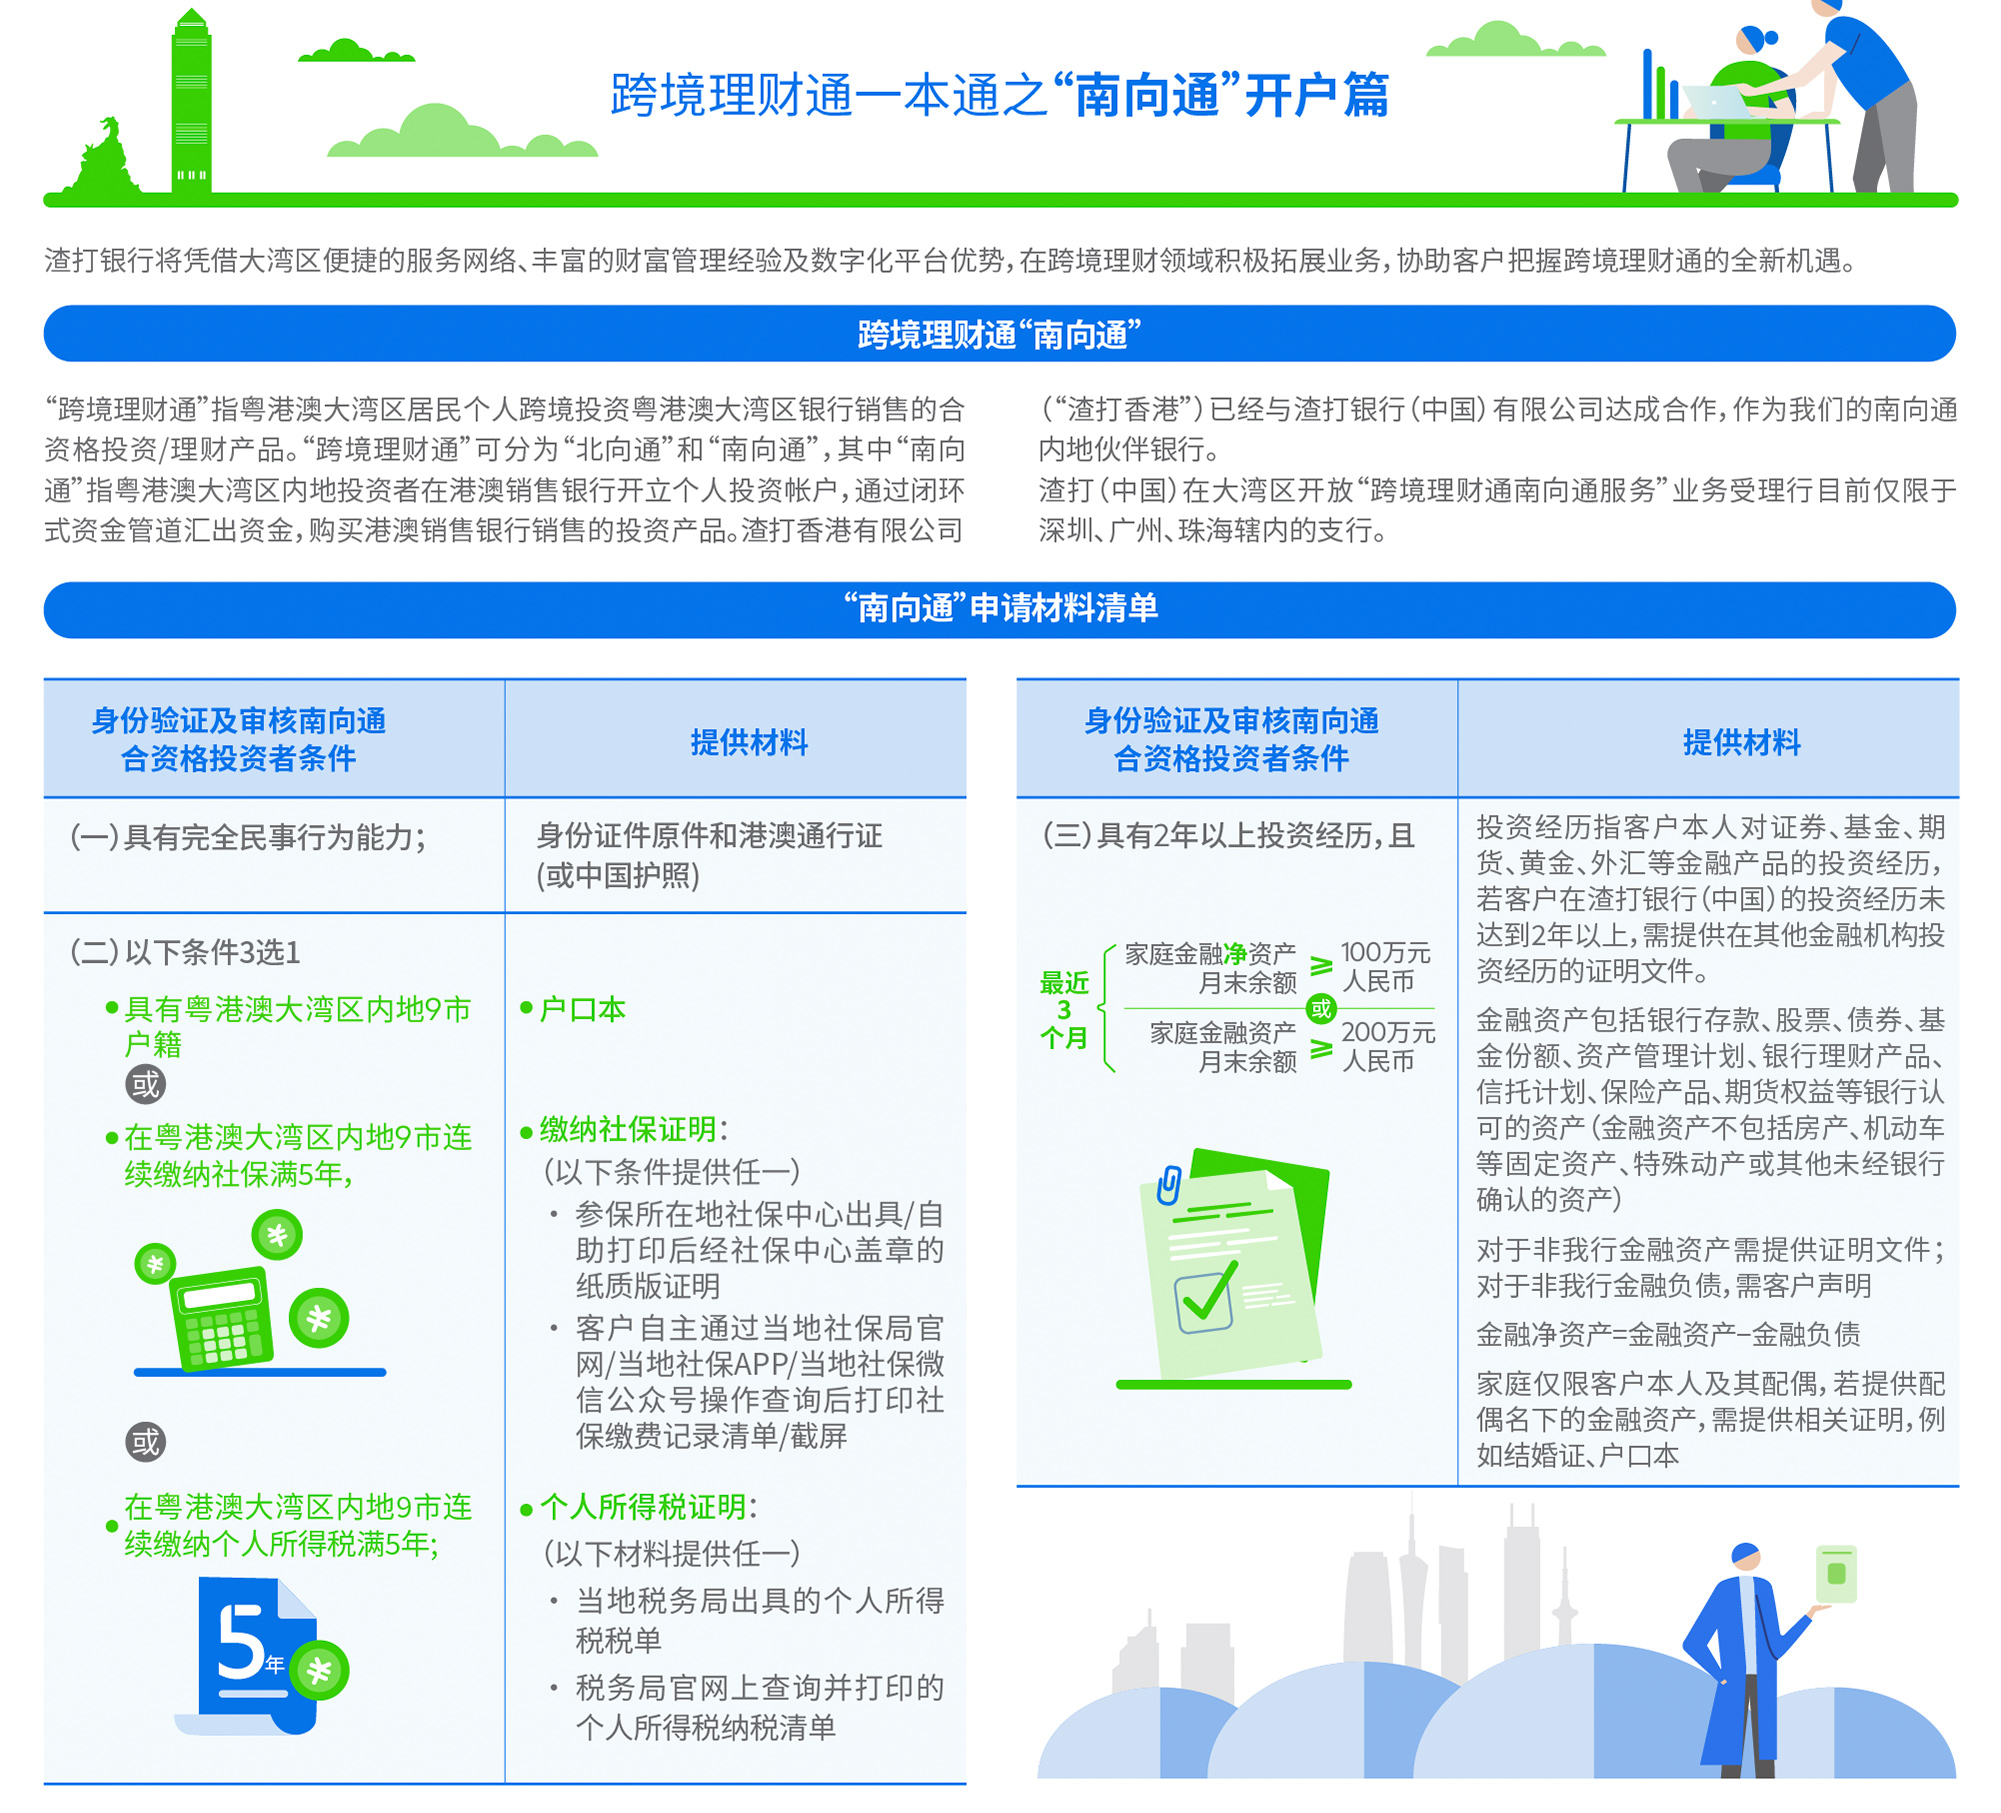 跨境理财通一本通之“南向通”开户篇
渣打银行将凭借大湾区便捷的服务网络、丰富的财富管理经验及数字化平台优势，在跨境理财领域积极拓展业务，协助客户把握跨境理财通的全新机遇。
跨境理财通“南向通”
“跨境理财通”指粤港澳大湾区居民个人跨境投资粤港澳大湾区银行销售的合
资格投资/理财产品。“跨境理财通”可分为“北向通”和“南向通”，其中“南向
通”指粤港澳大湾区内地投资者在港澳销售银行开立个人投资帐户，通过闭环
式资金管道汇出资金，购买港澳销售银行销售的投资产品。渣打香港有限公司
（“渣打香港”）已经与渣打银行（中国）有限公司达成合作，作为我们的南向通
内地伙伴银行。
渣打（中国）在大湾区开放“跨境理财通南向通服务”业务受理行目前仅限于
深圳、广州、珠海辖内的支行。
“南向通”申请材料清单
身份验证及审核南向通
合资格投资者条件
提供材料
（一）具有完全民事行为能力；
身份证件原件和港澳通行证
(或中国护照)
（二）以下条件3选1
具有粤港澳大湾区内地9市
户籍
或
•户口本
在粤港澳大湾区内地9市连
续缴纳社保满5年，
或
•缴纳社保证明：
（以下条件提供任一）
· 参保所在地社保中心出具/自
助打印后经社保中心盖章的
纸质版证明
· 客户自主通过当地社保局官
网/当地社保APP/当地社保微
信公众号操作查询后打印社
保缴费记录清单/截屏
•在粤港澳大湾区内地9市连
续缴纳个人所得税满5年；
5年
•个人所得税证明：
（以下材料提供任一）
· 当地税务局出具的个人所得
税税单
· 税务局官网上查询并打印的
个人所得税纳税清单
身份验证及审核南向通
合资格投资者条件
提供材料
（三）具有2年以上投资经历，且
最近
3
个月
家庭金融净资产
月末余额
⩾
100万元
人民币
或
家庭金融资产
月末余额
⩾
200万元
人民币
投资经历指客户本人对证券、基金、期
货、黄金、外汇等金融产品的投资经历，
若客户在渣打银行（中国）的投资经历未
达到2年以上，需提供在其他金融机构投
资经历的证明文件。
金融资产包括银行存款、股票、债券、基
金份额、资产管理计划、银行理财产品、
信托计划、保险产品、期货权益等银行认
可的资产（金融资产不包括房产、机动车
等固定资产、特殊动产或其他未经银行
确认的资产）
对于非我行金融资产需提供证明文件；
对于非我行金融负债，需客户声明
金融净资产=金融资产–金融负债
家庭仅限客户本人及其配偶，若提供配
偶名下的金融资产，需提供相关证明，例
如结婚证、户口本